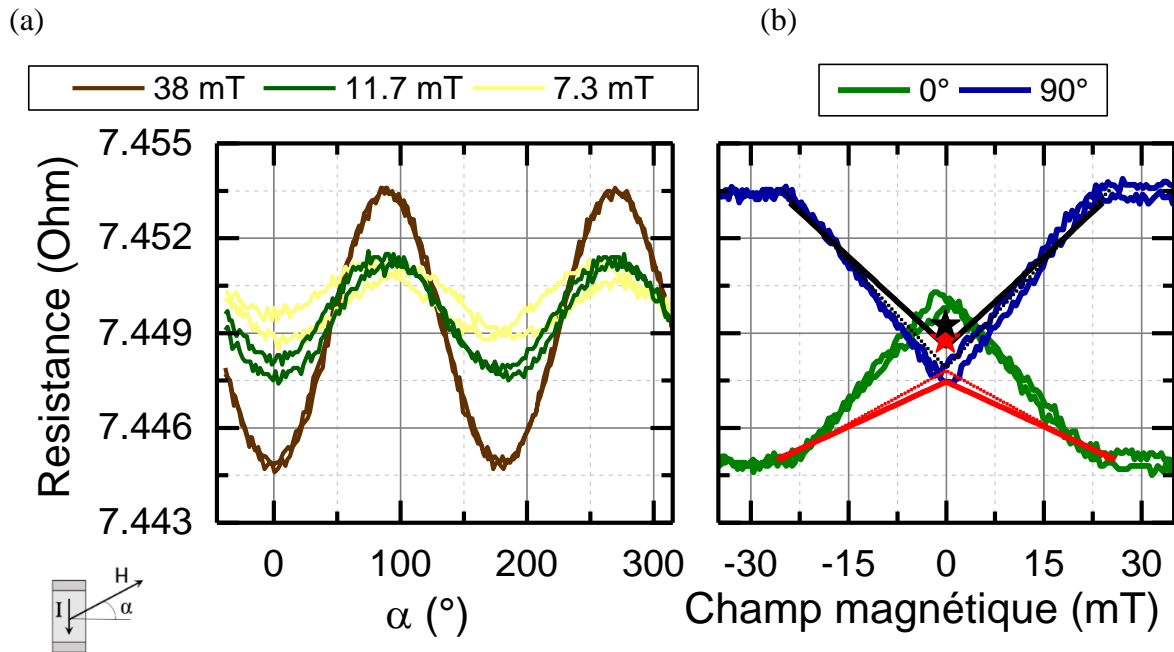 (a)
(b)
38 mT 11.7 mT 7.3 mT
0° 90°
7.455
7.452
7.449
7.446
7.443
Resistance (Ohm)
0 100 200 300
α (°)
-30 -15 0 15 30
Champ magnétique (mT)
H
I
α